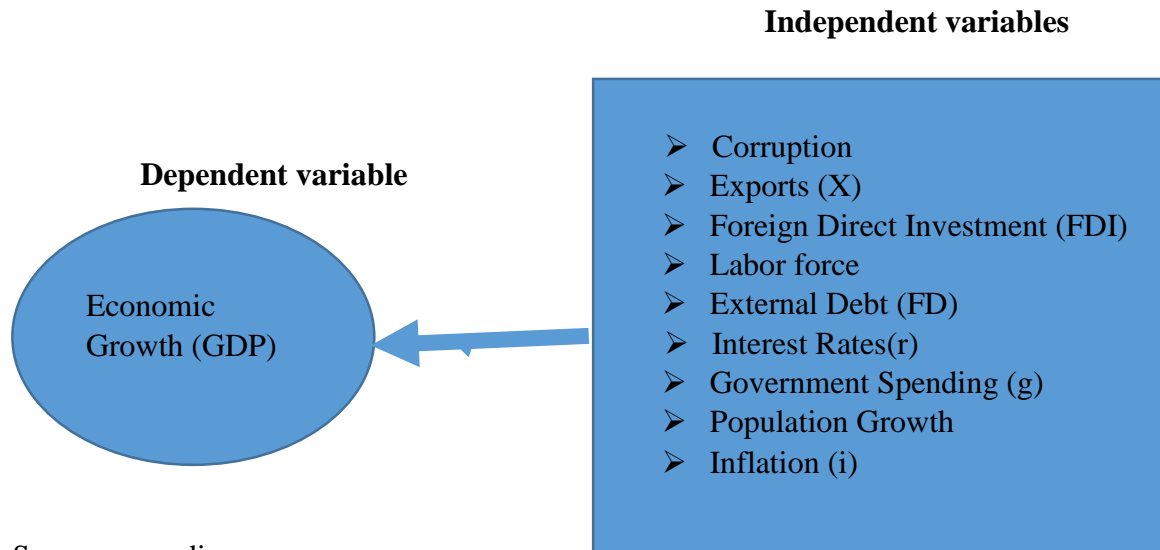 Independent variables
Dependent variable
Economic
Growth (GDP)
➢ Corruption
➢ Exports (X)
➢ Foreign Direct Investment (FDI)
➢ Labor force
➢ External Debt (FD)
➢ Interest Rates(r)
➢ Government Spending (g)
➢ Population Growth
➢ Inflation (i)